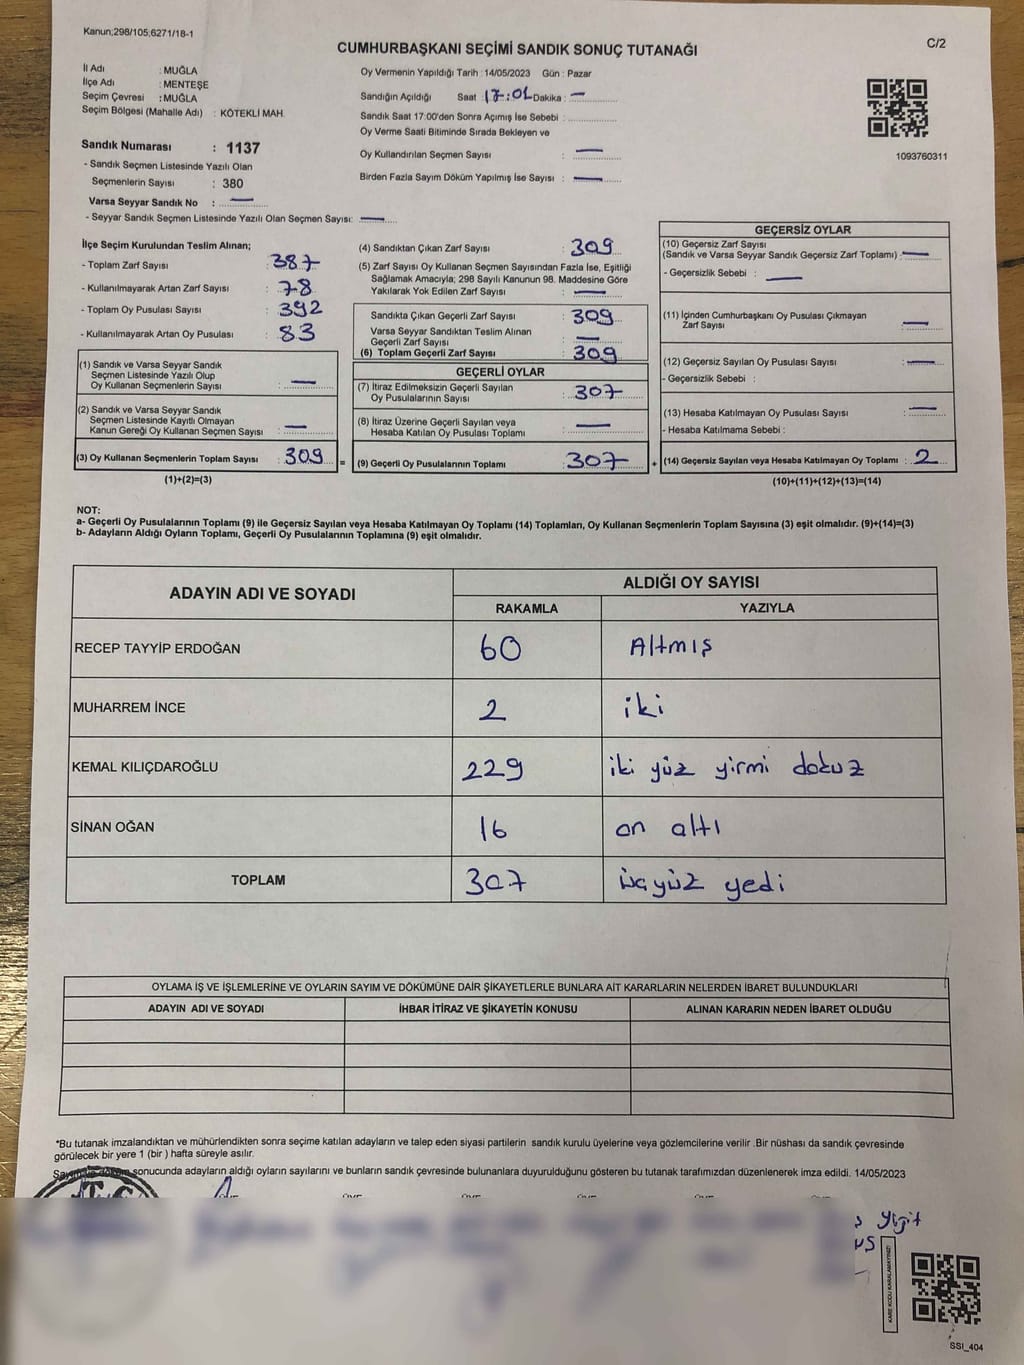 Kanun;298/105;6271/18-1
C/2
CUMHURBAŞKANI SEÇİMİ SANDIK SONUÇ TUTANAĞI
İl Adı : MUĞLA
İlçe Adı : MENTEŞE
Seçim Çevresi : MUĞLA
Seçim Bölgesi (Mahalle Adı) : KÖTEKLİ MAH.
Sandık Numarası : 1137
- Sandık Seçmen Listesinde Yazılı Olan
Seçmenlerin Sayısı : 380
Varsa Seyyar Sandık No : —
- Seyyar Sandık Seçmen Listesinde Yazılı Olan Seçmen Sayısı: —
Oy Vermenin Yapıldığı Tarih : 14/05/2023 Gün : Pazar
Sandığın Açıldığı Saat 17:01 Dakika : —
Sandık Saat 17:00'den Sonra Açımış İse Sebebi :
Oy Verme Saati Bitiminde Sırada Bekleyen ve
Oy Kullandırılan Seçmen Sayısı : —
Birden Fazla Sayım Döküm Yapılmış İse Sayısı : —
1093760311
İlçe Seçim Kurulundan Teslim Alınan;
- Toplam Zarf Sayısı : 387
- Kullanılmayarak Artan Zarf Sayısı : 78
- Toplam Oy Pusulası Sayısı : 392
- Kullanılmayarak Artan Oy Pusulası : 83
(1) Sandık ve Varsa Seyyar Sandık
Seçmen Listesinde Yazılı Olup
Oy Kullanan Seçmenlerin Sayısı : —
(2) Sandık ve Varsa Seyyar Sandık
Seçmen Listesinde Kayıtlı Olmayan
Kanun Gereği Oy Kullanan Seçmen Sayısı : —
(3) Oy Kullanan Seçmenlerin Toplam Sayısı : 309 =
(1)+(2)=(3)
(4) Sandıktan Çıkan Zarf Sayısı : 309
(5) Zarf Sayısı Oy Kullanan Seçmen Sayısından Fazla İse, Eşitliği
Sağlamak Amacıyla; 298 Sayılı Kanunun 98. Maddesine Göre
Yakılarak Yok Edilen Zarf Sayısı : —
Sandıkta Çıkan Geçerli Zarf Sayısı : 309
Varsa Seyyar Sandıktan Teslim Alınan
Geçerli Zarf Sayısı : —
(6) Toplam Geçerli Zarf Sayısı : 309
GEÇERLİ OYLAR
(7) İtiraz Edilmeksizin Geçerli Sayılan
Oy Pusulalarının Sayısı : 307
(8) İtiraz Üzerine Geçerli Sayılan veya
Hesaba Katılan Oy Pusulası Toplamı : —
(9) Geçerli Oy Pusulalarının Toplamı : 307 +
GEÇERSİZ OYLAR
(10) Geçersiz Zarf Sayısı
(Sandık ve Varsa Seyyar Sandık Geçersiz Zarf Toplamı) : —
- Geçersizlik Sebebi : —
(11) İçinden Cumhurbaşkanı Oy Pusulası Çıkmayan
Zarf Sayısı : —
(12) Geçersiz Sayılan Oy Pusulası Sayısı : —
- Geçersizlik Sebebi :
(13) Hesaba Katılmayan Oy Pusulası Sayısı : —
- Hesaba Katılmama Sebebi :
(14) Geçersiz Sayılan veya Hesaba Katılmayan Oy Toplamı : 2
(10)+(11)+(12)+(13)=(14)
NOT:
a- Geçerli Oy Pusulalarının Toplamı (9) ile Geçersiz Sayılan veya Hesaba Katılmayan Oy Toplamı (14) Toplamları, Oy Kullanan Seçmenlerin Toplam Sayısına (3) eşit olmalıdır. (9)+(14)=(3)
b- Adayların Aldığı Oyların Toplamı, Geçerli Oy Pusulalarının Toplamına (9) eşit olmalıdır.
ADAYIN ADI VE SOYADI ALDIĞI OY SAYISI
RAKAMLA YAZIYLA
RECEP TAYYİP ERDOĞAN 60 Altmış
MUHARREM İNCE 2 iki
KEMAL KILIÇDAROĞLU 229 iki yüz yirmi dokuz
SİNAN OĞAN 16 on altı
TOPLAM 307 üçyüz yedi
OYLAMA İŞ VE İŞLEMLERİNE VE OYLARIN SAYIM VE DÖKÜMÜNE DAİR ŞİKAYETLERLE BUNLARA AİT KARARLARIN NELERDEN İBARET BULUNDUKLARI
ADAYIN ADI VE SOYADI İHBAR İTİRAZ VE ŞİKAYETİN KONUSU ALINAN KARARIN NEDEN İBARET OLDUĞU
*Bu tutanak imzalandıktan ve mühürlendikten sonra seçime katılan adayların ve talep eden siyasi partilerin sandık kurulu üyelerine veya gözlemcilerine verilir .Bir nüshası da sandık çevresinde
görülecek bir yere 1 (bir ) hafta süreyle asılır.
Sayım ve döküm sonucunda adayların aldığı oyların sayılarını ve bunların sandık çevresinde bulunanlara duyurulduğunu gösteren bu tutanak tarafımızdan düzenlenerek imza edildi. 14/05/2023
T.C.
Yiğit
KARE KODU KARALAMAYINIZ!
SSI_404